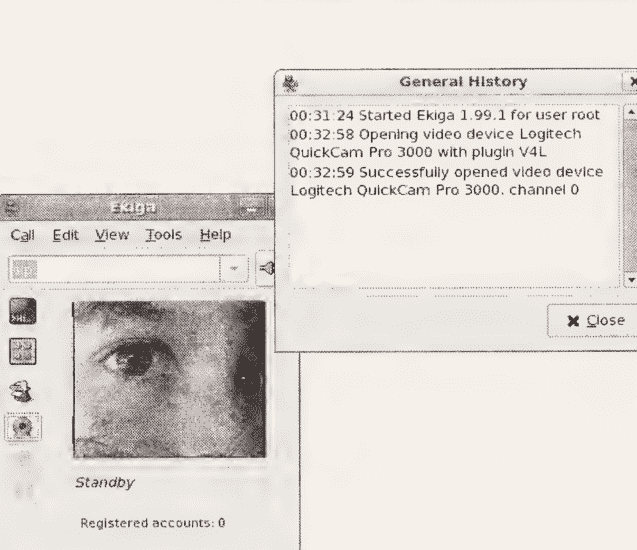 General History
00:31:24 Started Ekiga 1.99.1 for user root
00:32:58 Opening video device Logitech
QuickCam Pro 3000 with plugin V4L
00:32:59 Successfully opened video device
Logitech QuickCam Pro 3000, channel 0
Close
Ekiga
Call Edit View Tools Help
Standby
Registered accounts: 0